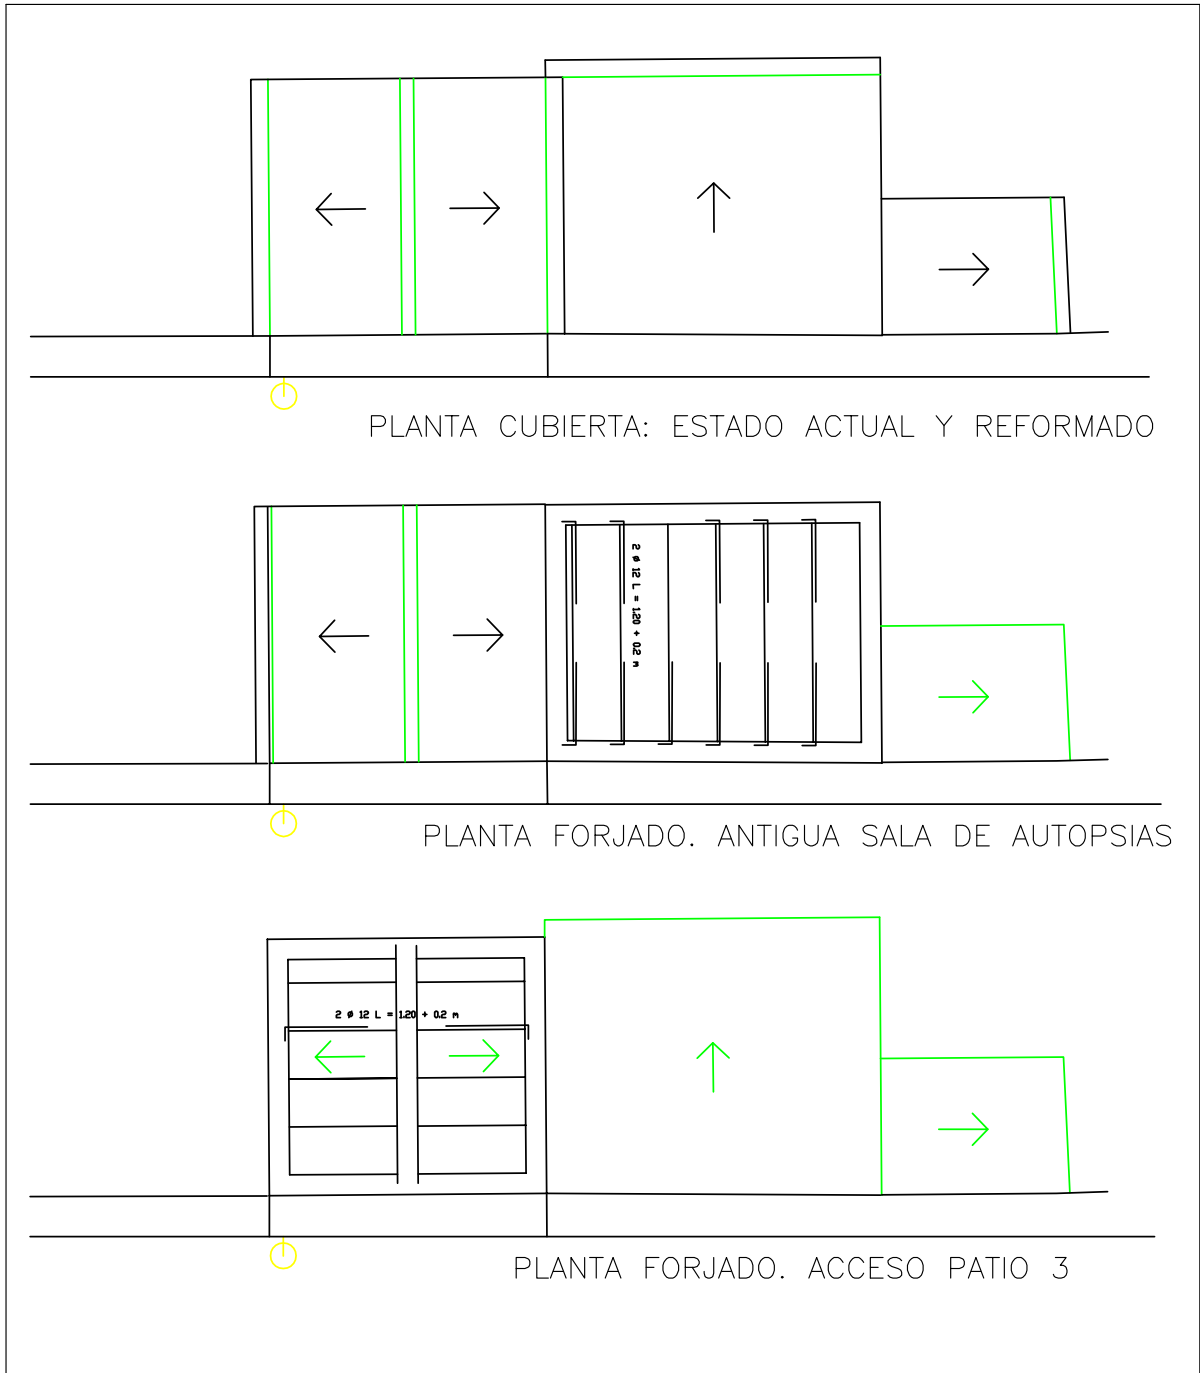 PLANTA CUBIERTA: ESTADO ACTUAL Y REFORMADO
2 ø 12 L = 1.20 + 0.2 m
PLANTA FORJADO. ANTIGUA SALA DE AUTOPSIAS
2 ø 12 L = 1.20 + 0.2 m
PLANTA FORJADO. ACCESO PATIO 3